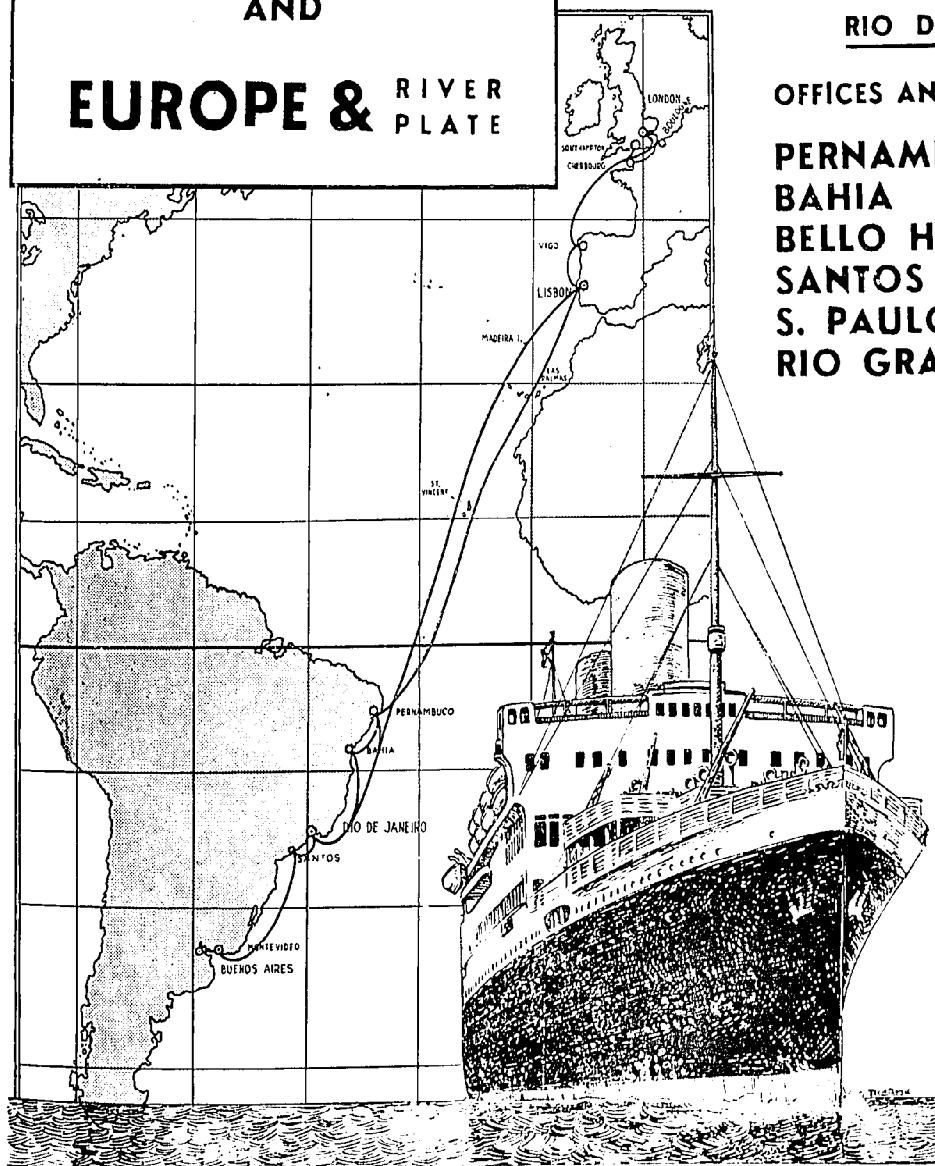 AND
EUROPE & RIVER PLATE
RIO D
OFFICES AN
PERNAM
BAHIA
BELLO H
SANTOS
S. PAULO
RIO GRA
LONDON
BOULOGNE
SOUTHAMPTON
CHERBOURG
VIGO
LISBON
MADEIRA I.
LAS PALMAS
ST. VINCENT
PERNAMBUCO
BAHIA
RIO DE JANEIRO
SANTOS
MONTEVIDEO
BUENOS AIRES